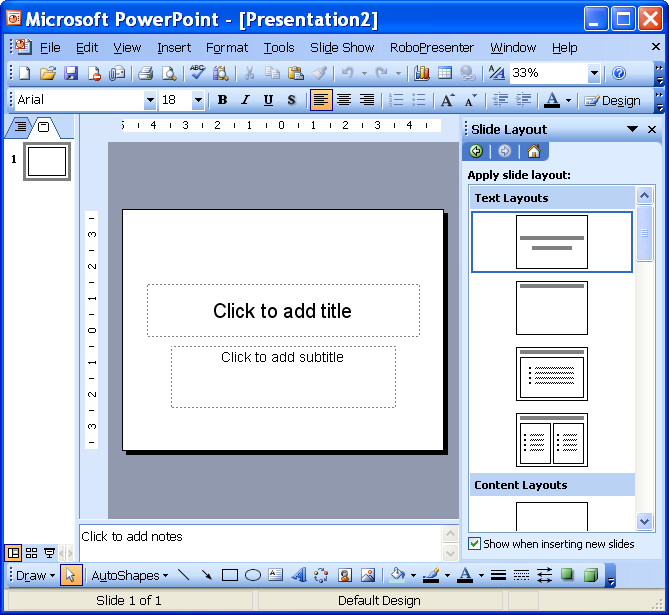 Microsoft PowerPoint - [Presentation2]
File Edit View Insert Format Tools Slide Show RoboPresenter Window Help
33%
Arial 18 B I U S A A A Design
5 4 3 2 1 0 1 2 3 4
Slide Layout
1
Apply slide layout:
Text Layouts
3
2
1
0
1
2
3
Click to add title
Click to add subtitle
Content Layouts
Click to add notes
Show when inserting new slides
Draw AutoShapes A A
Slide 1 of 1 Default Design